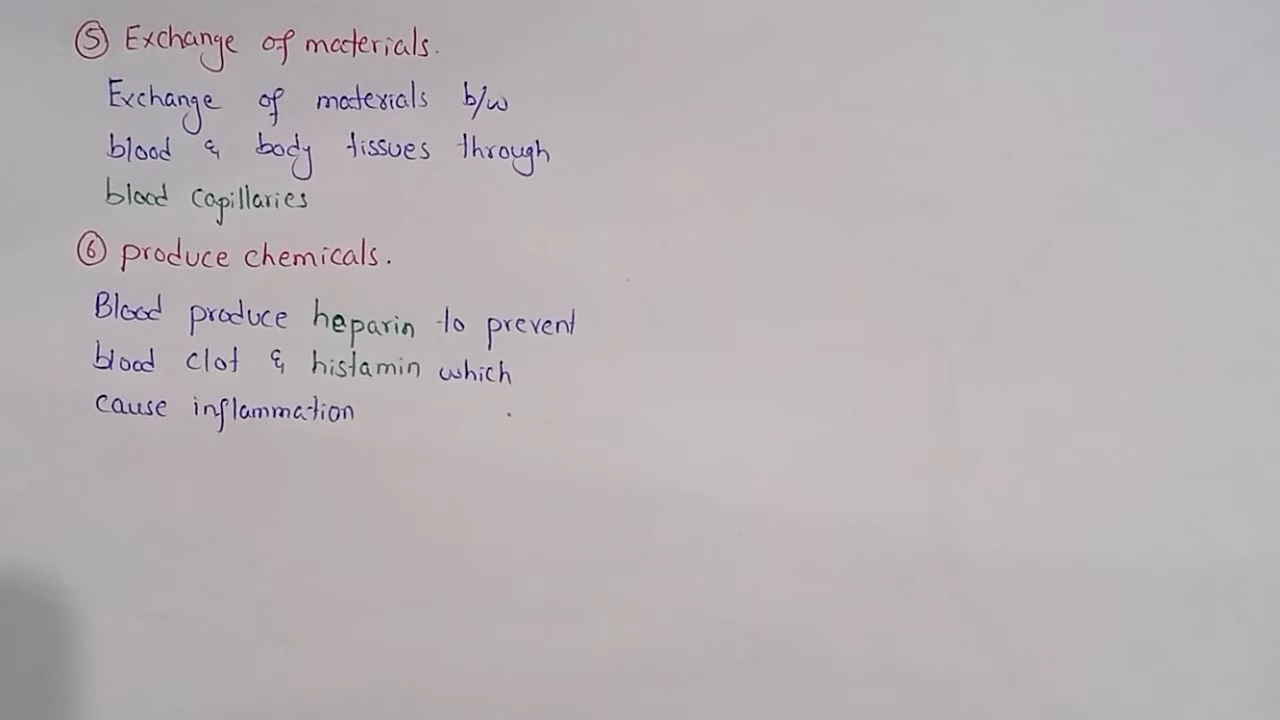 ⑤ Exchange of materials.
Exchange of materials b/w
blood & body tissues through
blood capillaries
⑥ produce chemicals.
Blood produce heparin to prevent
blood clot & histamin which
cause inflammation